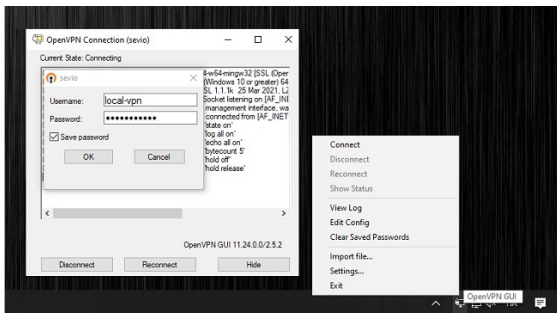 OpenVPN Connection (sevio)
Current State: Connecting
sevio
Username: local-vpn
Password: •••••••••••
Save password
OK Cancel
4-w64-mingw32 [SSL (Oper
(Windows 10 or greater) 64
SL 1.1.1k 25 Mar 2021, LZ
Socket listening on [AF_INE
management interface, wa
connected from [AF_INET
'state on'
'log all on'
'echo all on'
'bytecount 5'
'hold off'
'hold release'
OpenVPN GUI 11.24.0.0/2.5.2
Disconnect Reconnect Hide
Connect
Disconnect
Reconnect
Show Status
View Log
Edit Config
Clear Saved Passwords
Import file...
Settings...
Exit
OpenVPN GUI